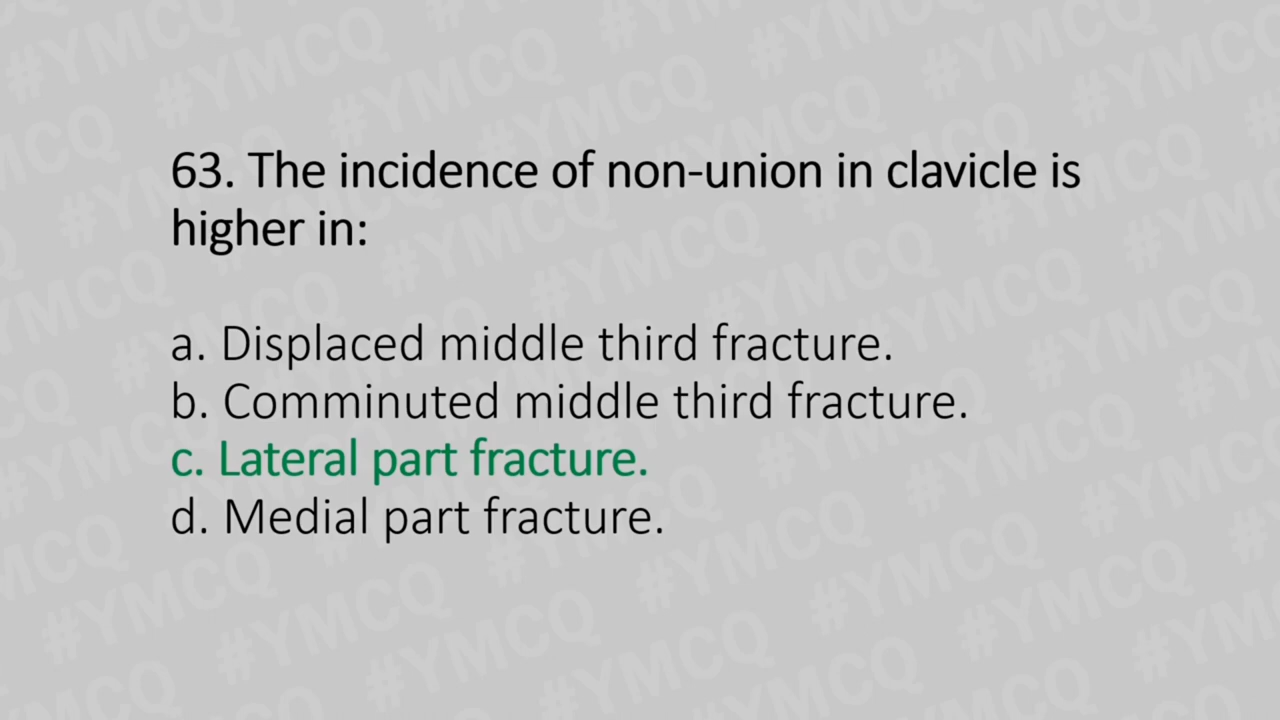 63. The incidence of non-union in clavicle is
higher in:
a. Displaced middle third fracture.
b. Comminuted middle third fracture.
c. Lateral part fracture.
d. Medial part fracture.
#YMCQ